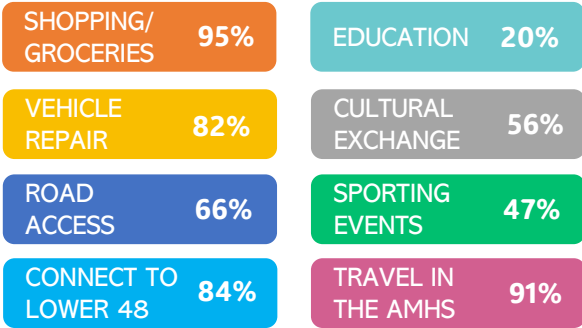 SHOPPING/
GROCERIES
95%
EDUCATION
20%
VEHICLE
REPAIR
82%
CULTURAL
EXCHANGE
56%
ROAD
ACCESS
66%
SPORTING
EVENTS
47%
CONNECT TO
LOWER 48
84%
TRAVEL IN
THE AMHS
91%